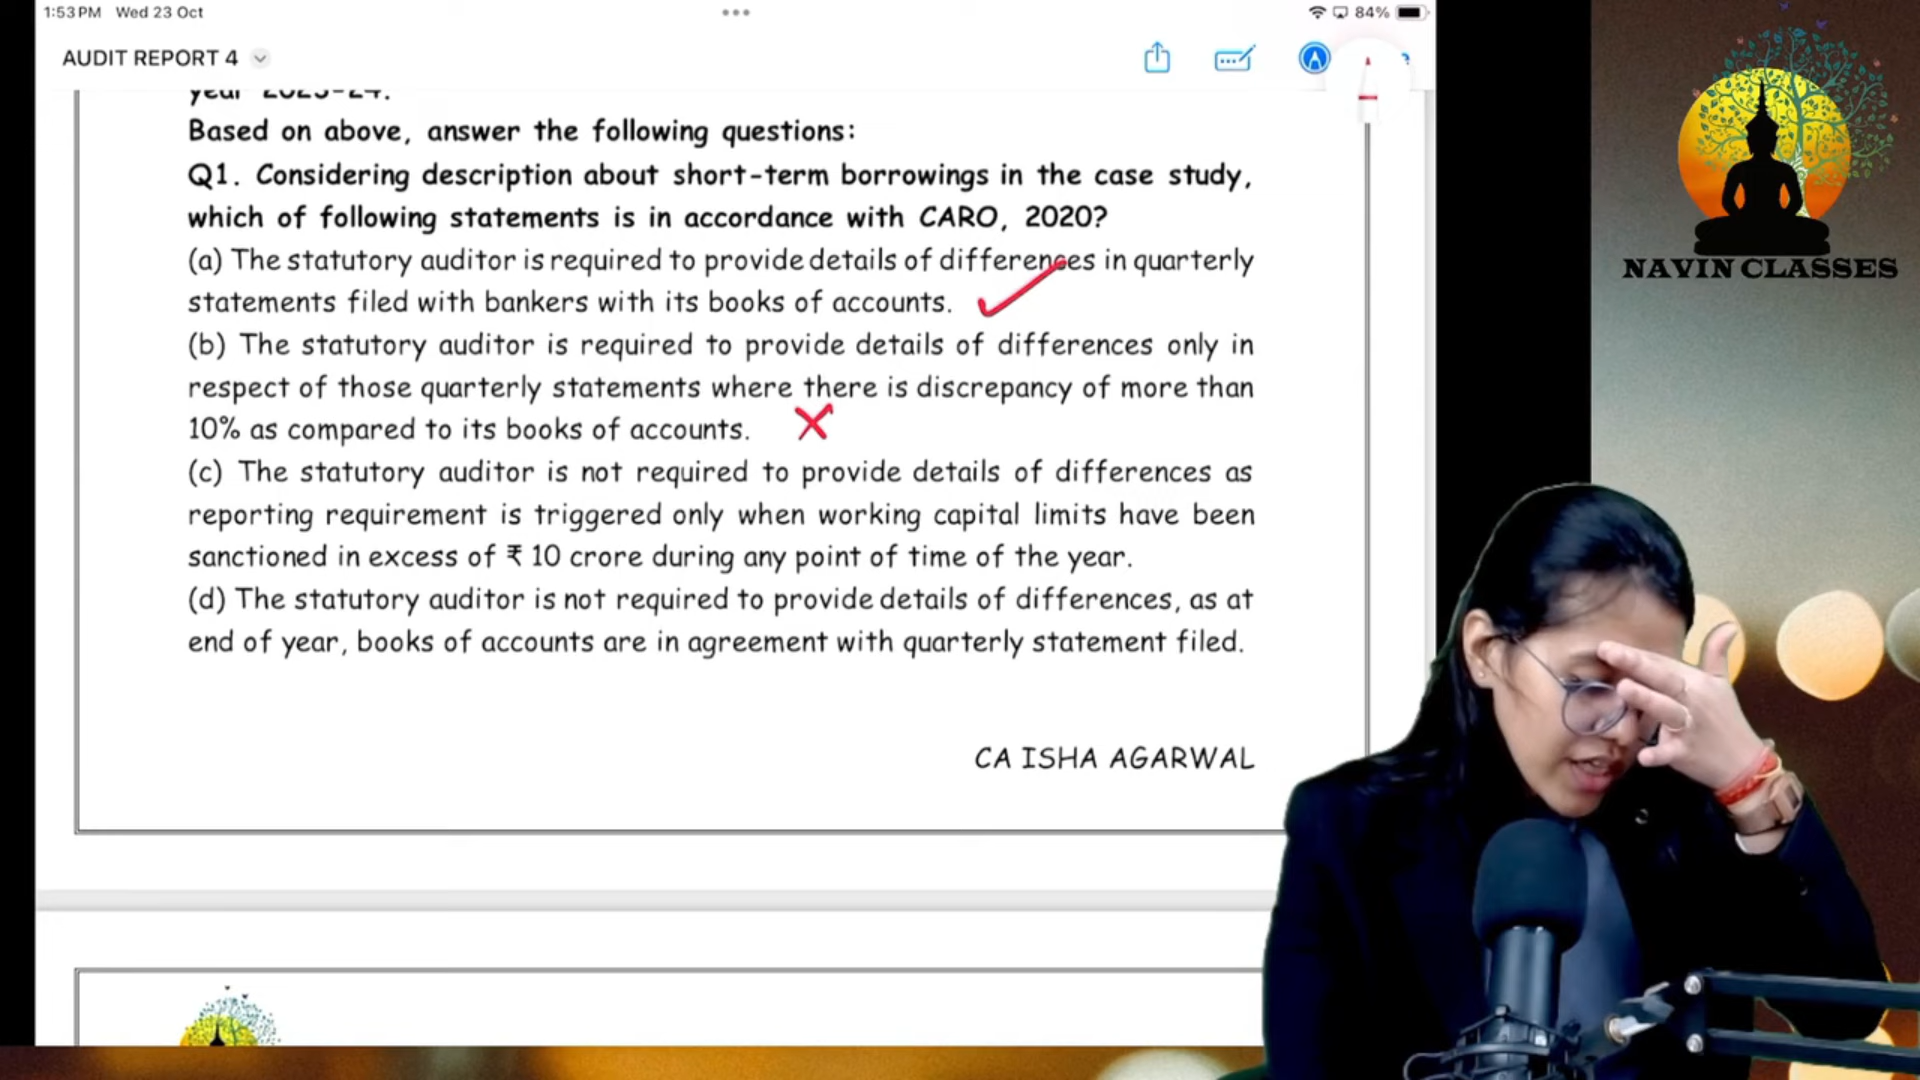 1:53 PM Wed 23 Oct
84%
AUDIT REPORT 4
year 2023-24.
Based on above, answer the following questions:
Q1. Considering description about short-term borrowings in the case study,
which of following statements is in accordance with CARO, 2020?
(a) The statutory auditor is required to provide details of differences in quarterly
statements filed with bankers with its books of accounts.
(b) The statutory auditor is required to provide details of differences only in
respect of those quarterly statements where there is discrepancy of more than
10% as compared to its books of accounts.
(c) The statutory auditor is not required to provide details of differences as
reporting requirement is triggered only when working capital limits have been
sanctioned in excess of ₹ 10 crore during any point of time of the year.
(d) The statutory auditor is not required to provide details of differences, as at
end of year, books of accounts are in agreement with quarterly statement filed.
CA ISHA AGARWAL
NAVIN CLASSES